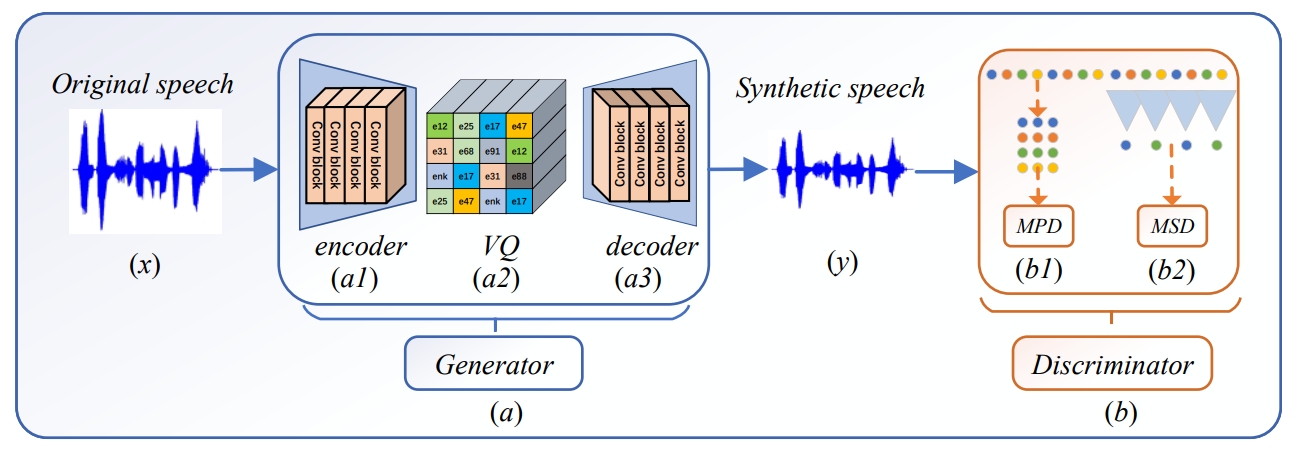 Original speech
(x)
Conv block
Conv block
Conv block
Conv block
encoder
(a1)
e12 e25 e17 e47
e31 e68 e91 e12
enk e17 e31 e88
e25 e47 enk e17
VQ
(a2)
Conv block
Conv block
Conv block
Conv block
decoder
(a3)
Generator
(a)
Synthetic speech
(y)
MPD
(b1)
MSD
(b2)
Discriminator
(b)